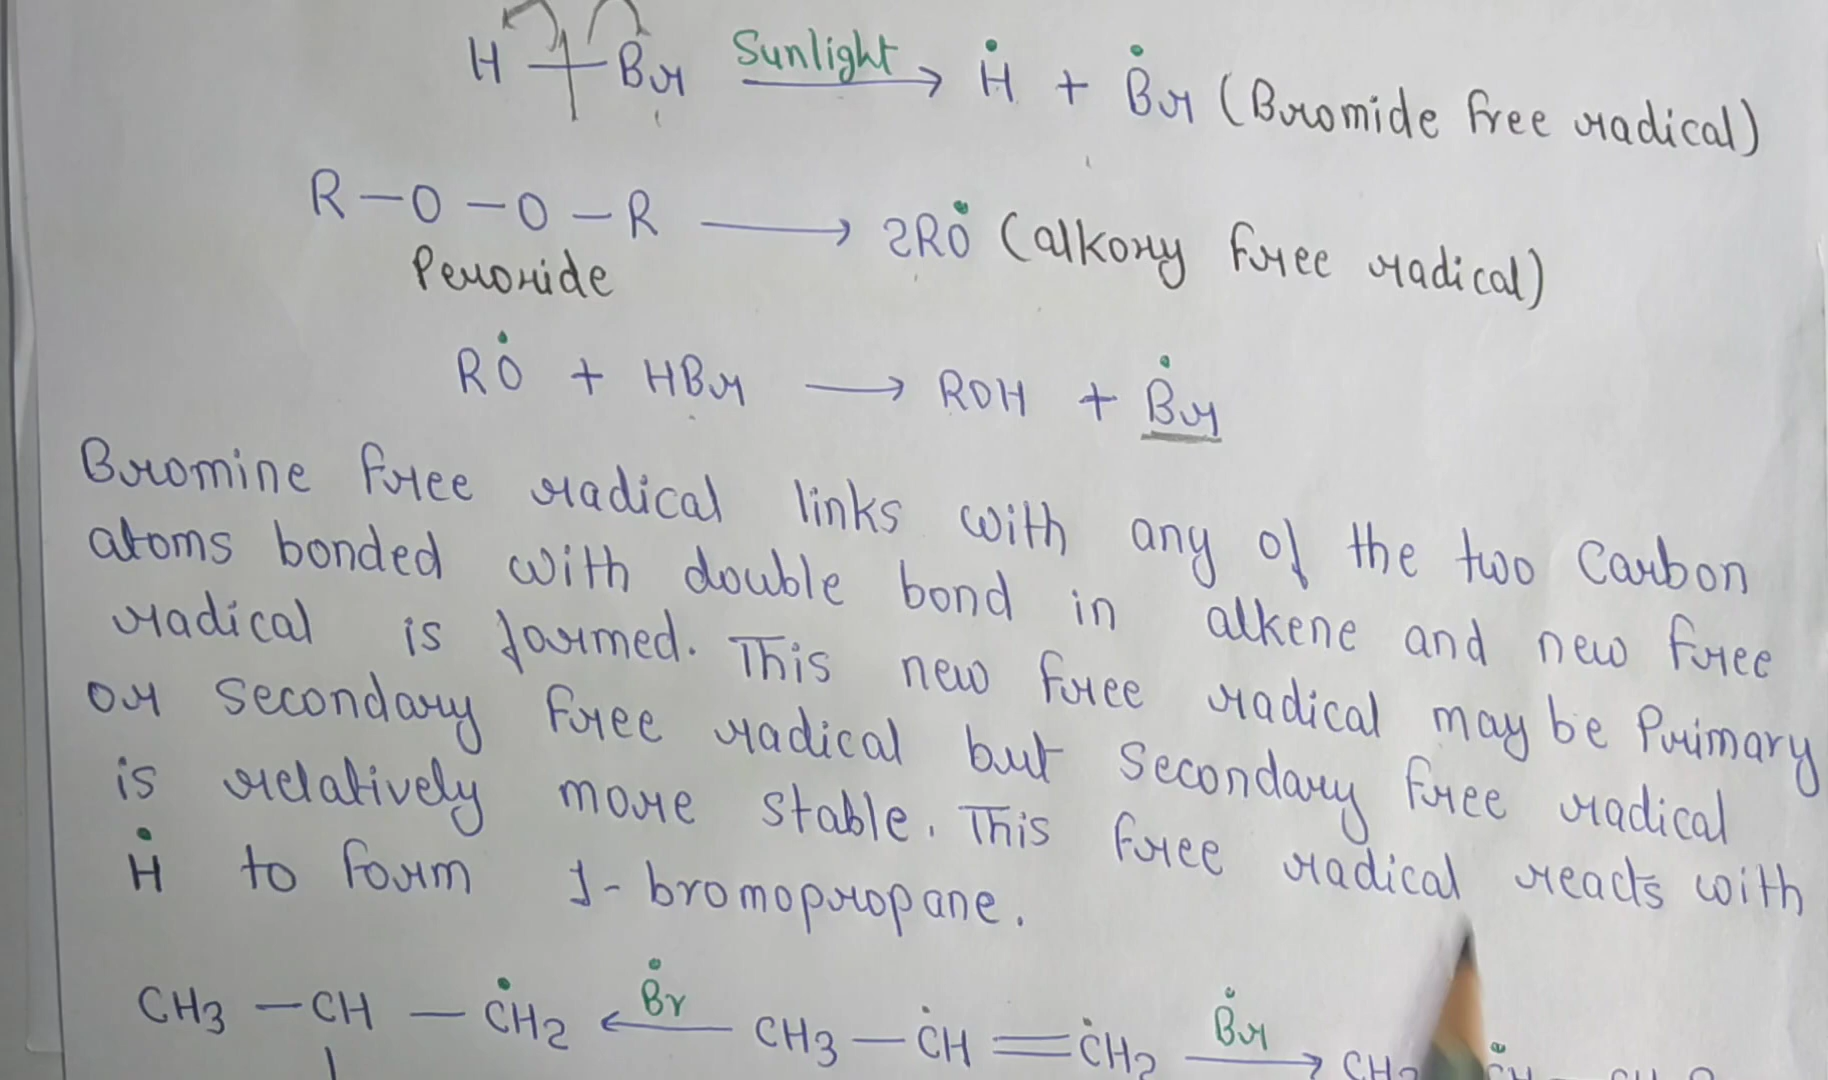 H + Br Sunlight → Ḣ + Ḃr (Bromide free radical)
R — O — O — R ⟶ 2RȮ (alkoxy free radical)
Peroxide
RȮ + HBr ⟶ ROH + Ḃr
Bromine free radical links with any of the two Carbon
atoms bonded with double bond in alkene and new free
radical is formed. This new free radical may be Primary
or secondary free radical but secondary free radical
is relatively more stable. This free radical reacts with
Ḣ to form 1-bromopropane.
CH3 — CH — ĊH2 ← Ḃr CH3 — ĊH = ĊH2 Ḃr →